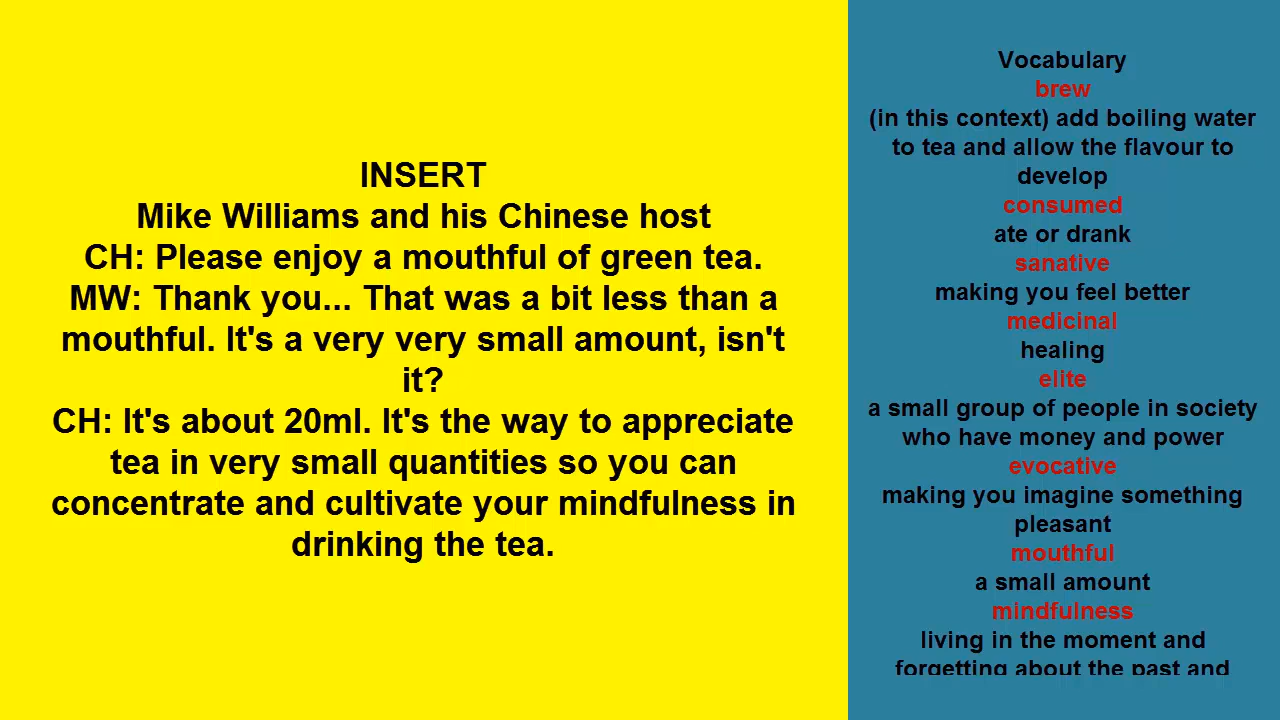 INSERT
Mike Williams and his Chinese host
CH: Please enjoy a mouthful of green tea.
MW: Thank you... That was a bit less than a
mouthful. It's a very very small amount, isn't
it?
CH: It's about 20ml. It's the way to appreciate
tea in very small quantities so you can
concentrate and cultivate your mindfulness in
drinking the tea.
Vocabulary
brew
(in this context) add boiling water
to tea and allow the flavour to
develop
consumed
ate or drank
sanative
making you feel better
medicinal
healing
elite
a small group of people in society
who have money and power
evocative
making you imagine something
pleasant
mouthful
a small amount
mindfulness
living in the moment and
forgetting about the past and